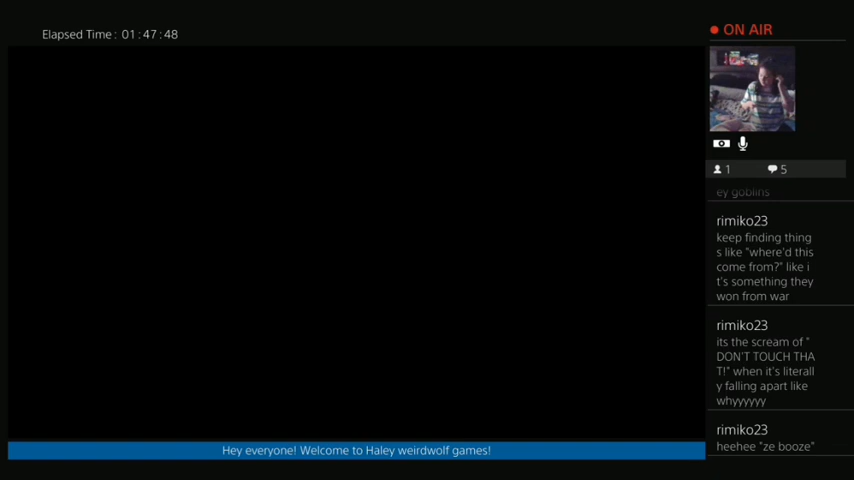 Elapsed Time : 01:47:48
ON AIR
1 5
ey goblins
rimiko23
keep finding thing
s like "where'd this
come from?" like i
t's something they
won from war
rimiko23
its the scream of "
DON'T TOUCH THA
T!" when it's literall
y falling apart like
whyyyyyy
rimiko23
heehee "ze booze"
Hey everyone! Welcome to Haley weirdwolf games!